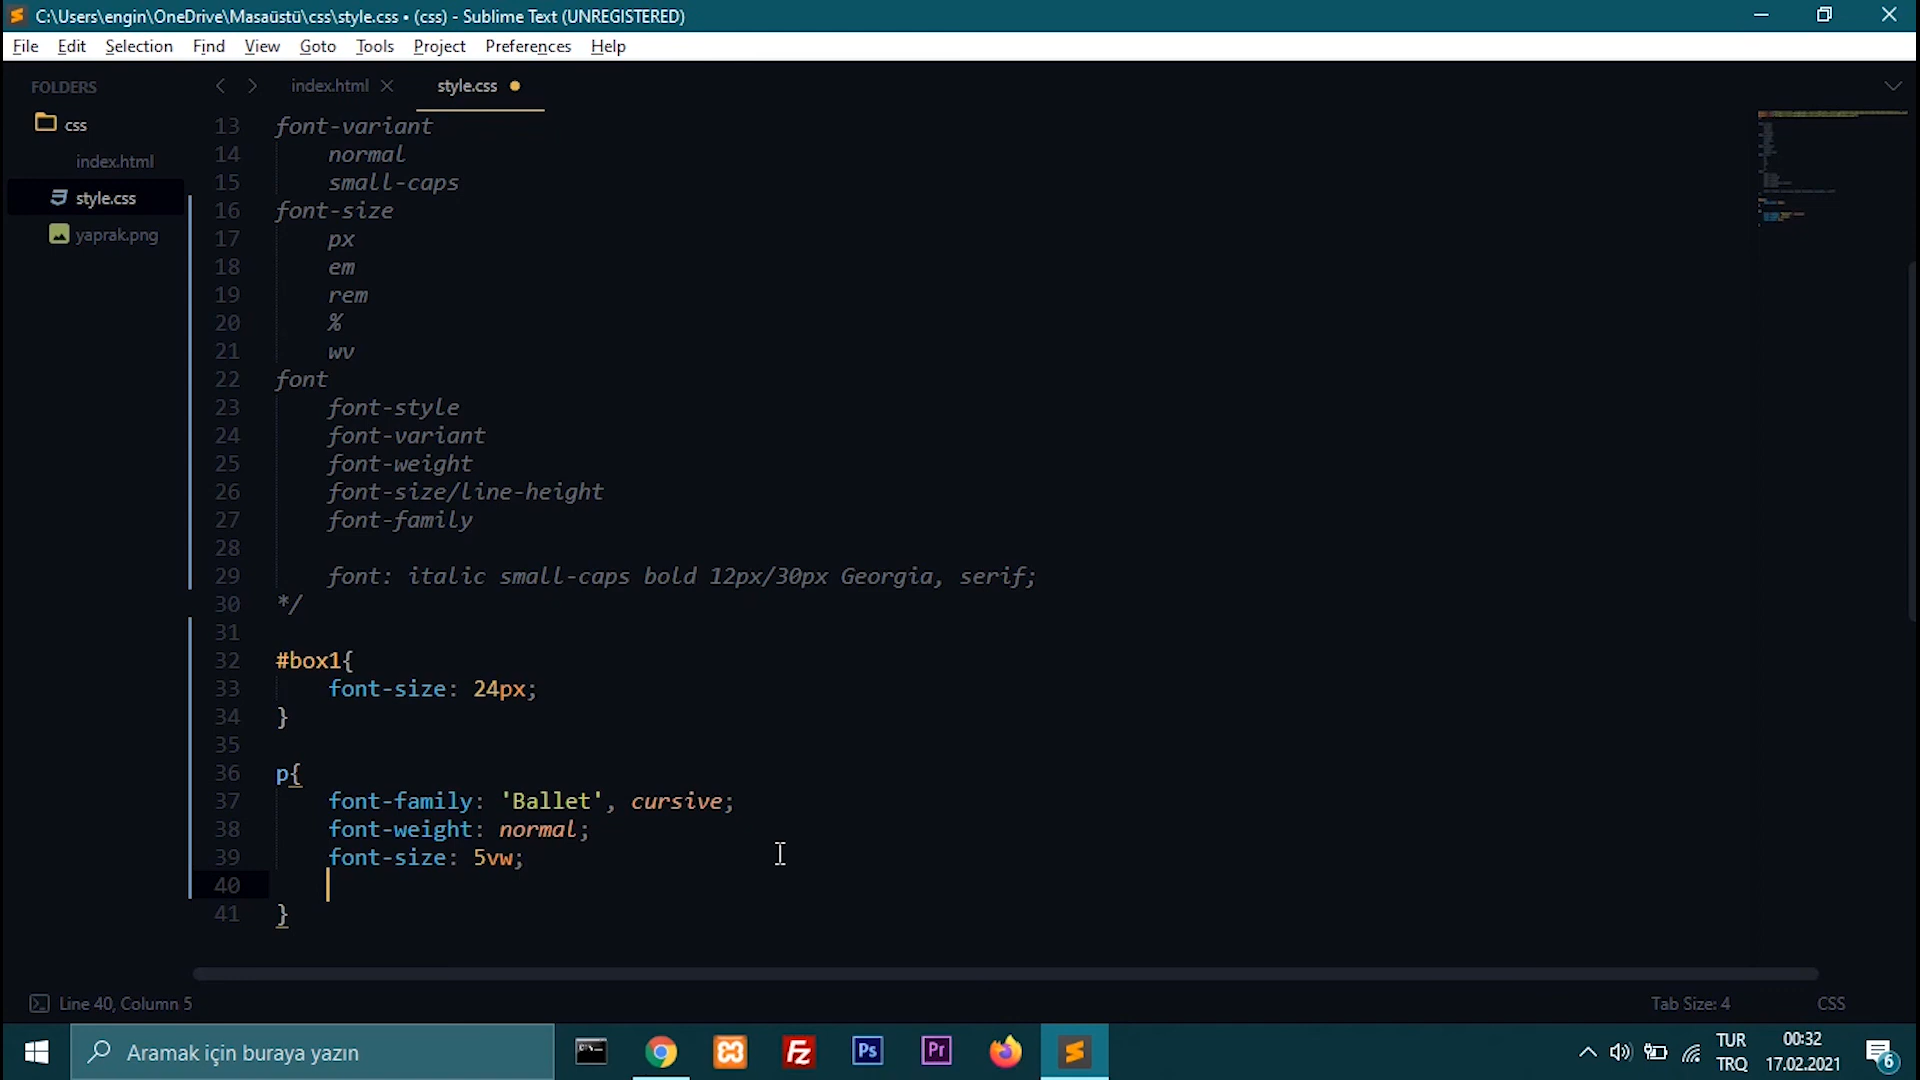 C:\Users\engin\OneDrive\Masaüstü\css\style.css • (css) - Sublime Text (UNREGISTERED)
File Edit Selection Find View Goto Tools Project Preferences Help
FOLDERS
css
index.html
style.css
yaprak.png
index.html
style.css
13 font-variant
14 normal
15 small-caps
16 font-size
17 px
18 em
19 rem
20 %
21 wv
22 font
23 font-style
24 font-variant
25 font-weight
26 font-size/line-height
27 font-family
28
29 font: italic small-caps bold 12px/30px Georgia, serif;
30 */
31
32 #box1{
33 font-size: 24px;
34 }
35
36 p{
37 font-family: 'Ballet', cursive;
38 font-weight: normal;
39 font-size: 5vw;
40
41 }
Line 40, Column 5
Tab Size: 4
CSS
Aramak için buraya yazın
Fz
Ps
Pr
TUR
TRQ
00:32
17.02.2021
6